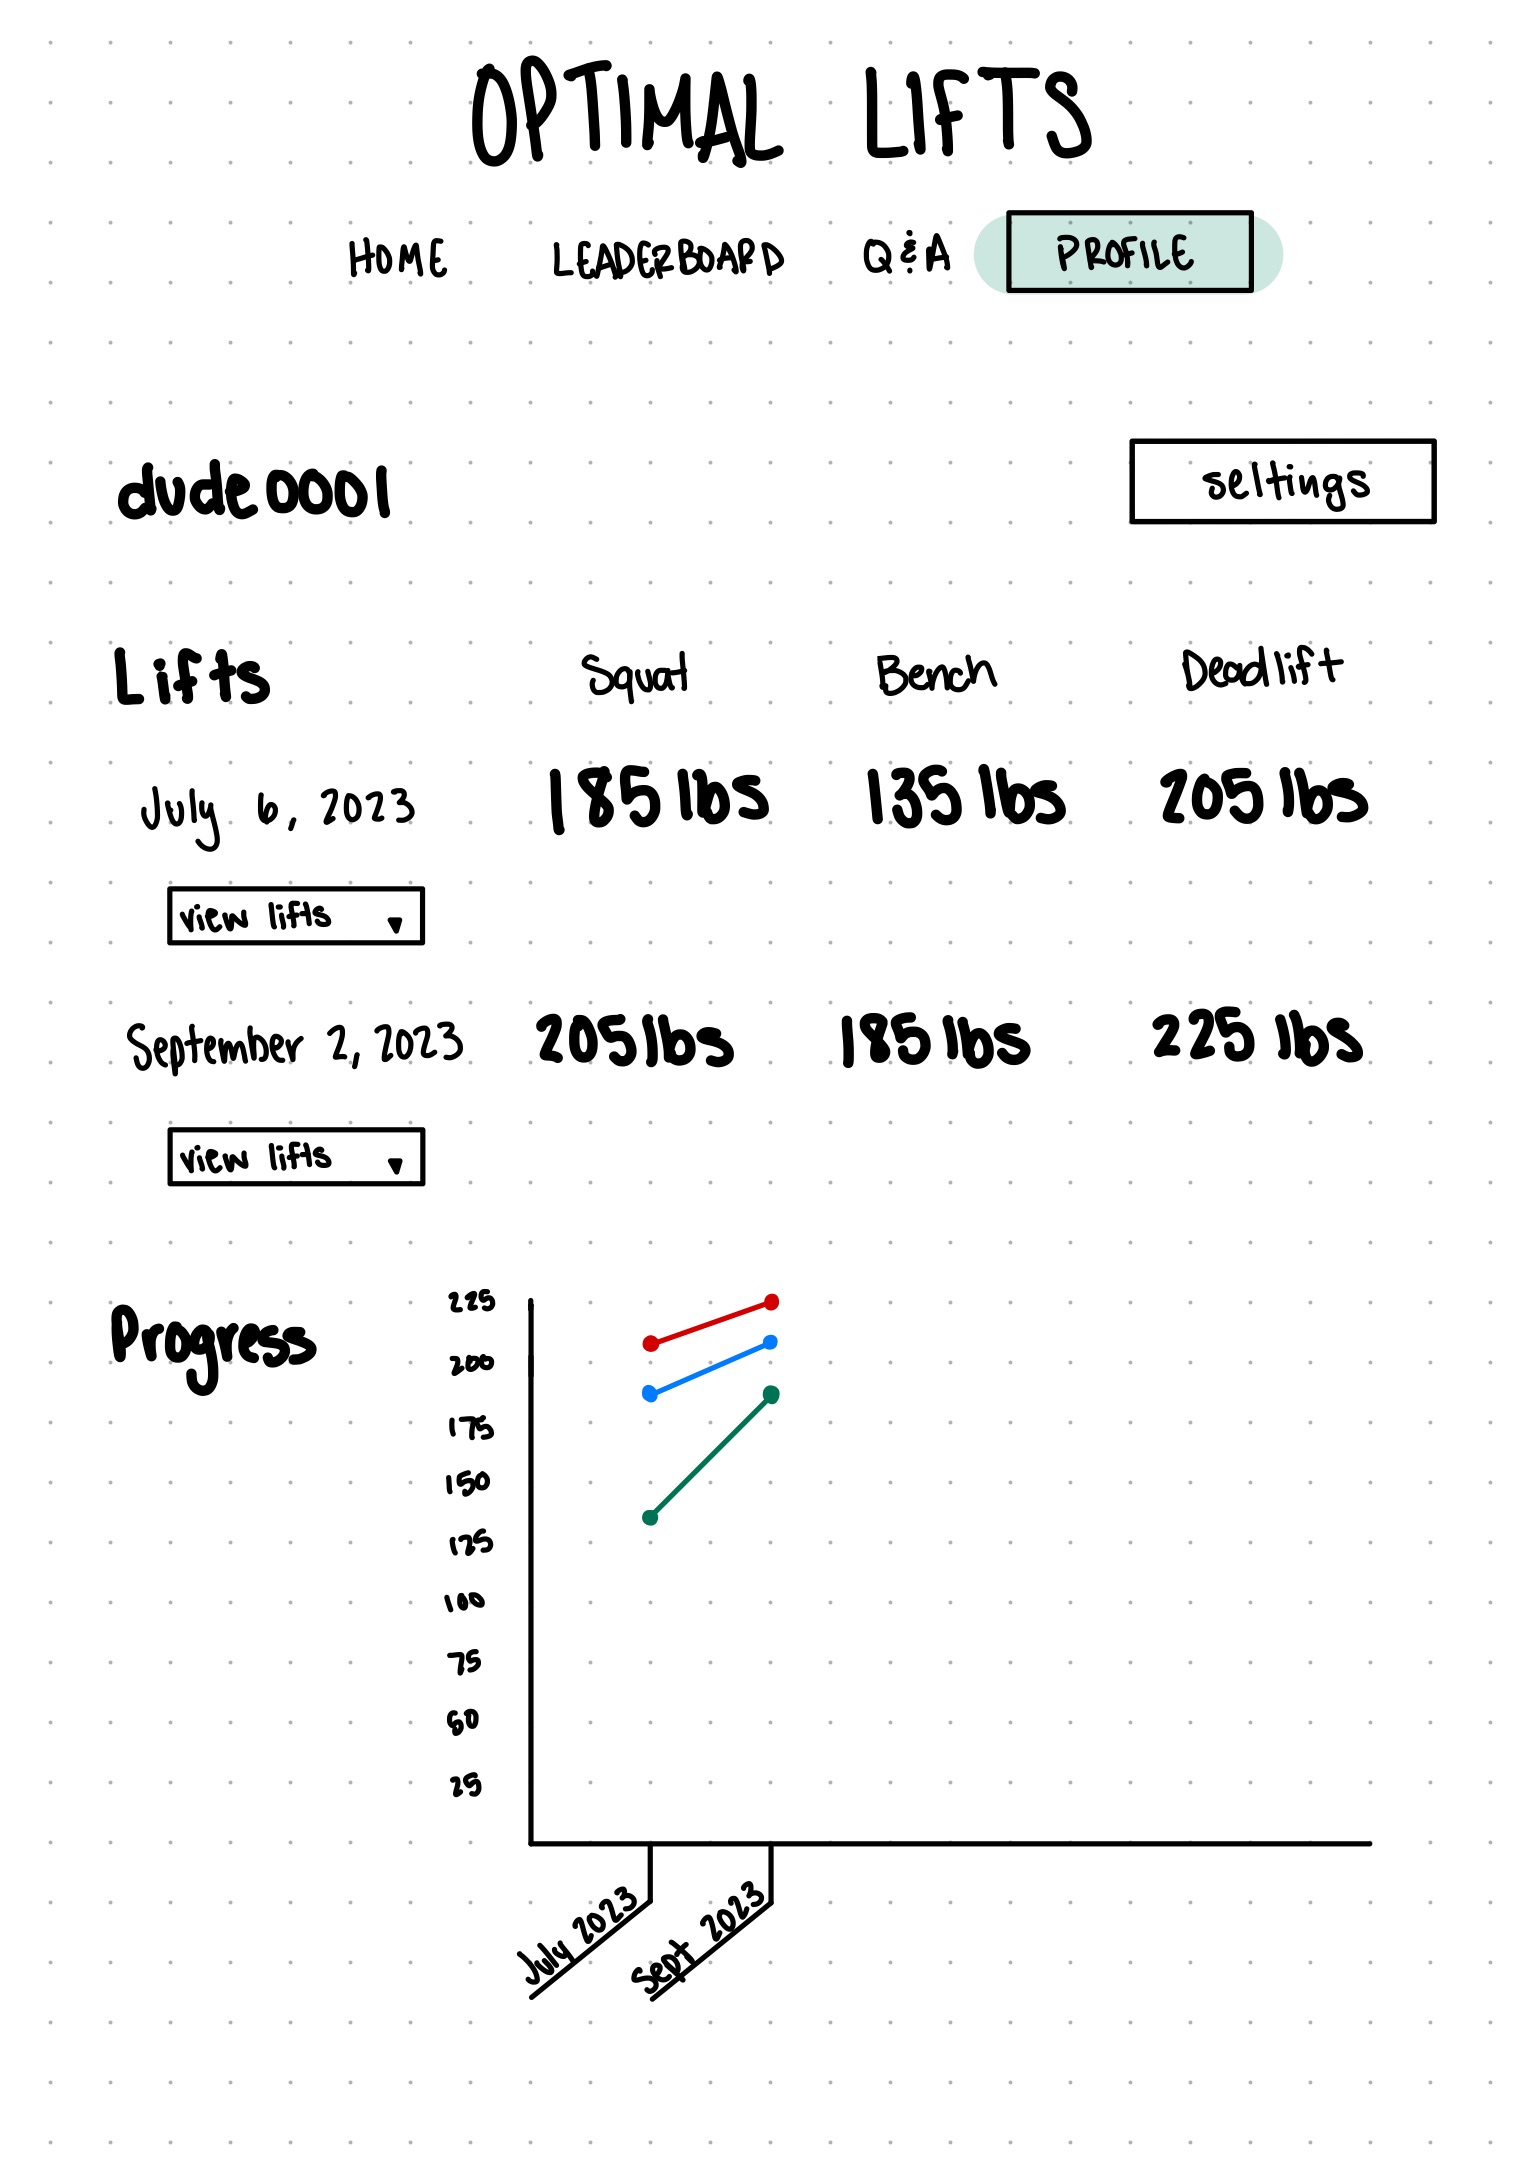 OPTIMAL LIFTS
HOME LEADERBOARD Q & A PROFILE
dude0001 settings
Lifts Squat Bench Deadlift
July 6, 2023 185 lbs 135 lbs 205 lbs
view lifts ▼
September 2, 2023 205 lbs 185 lbs 225 lbs
view lifts ▼
Progress
225
200
175
150
125
100
75
50
25
July 2023 Sept 2023